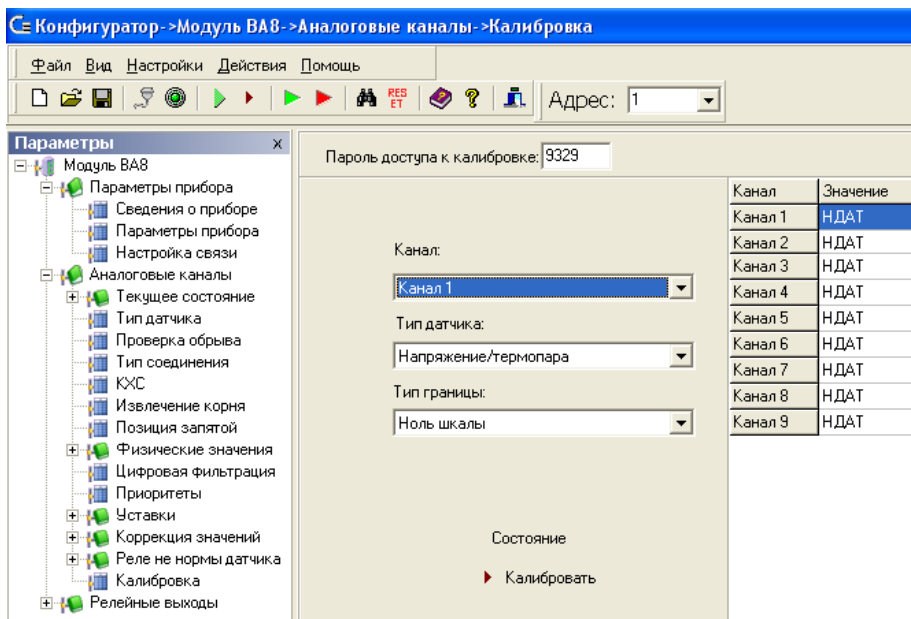 Конфигуратор->Модуль ВА8->Аналоговые каналы->Калибровка
Файл Вид Настройки Действия Помощь
RES
ET
Адрес: 1
Параметры x
Модуль ВА8
Параметры прибора
Сведения о приборе
Параметры прибора
Настройка связи
Аналоговые каналы
Текущее состояние
Тип датчика
Проверка обрыва
Тип соединения
КХС
Извлечение корня
Позиция запятой
Физические значения
Цифровая фильтрация
Приоритеты
Уставки
Коррекция значений
Реле не нормы датчика
Калибровка
Релейные выходы
Пароль доступа к калибровке: 9329
Канал:
Канал 1
Тип датчика:
Напряжение/термопара
Тип границы:
Ноль шкалы
Состояние
Калибровать
Канал Значение
Канал 1 НДАТ
Канал 2 НДАТ
Канал 3 НДАТ
Канал 4 НДАТ
Канал 5 НДАТ
Канал 6 НДАТ
Канал 7 НДАТ
Канал 8 НДАТ
Канал 9 НДАТ